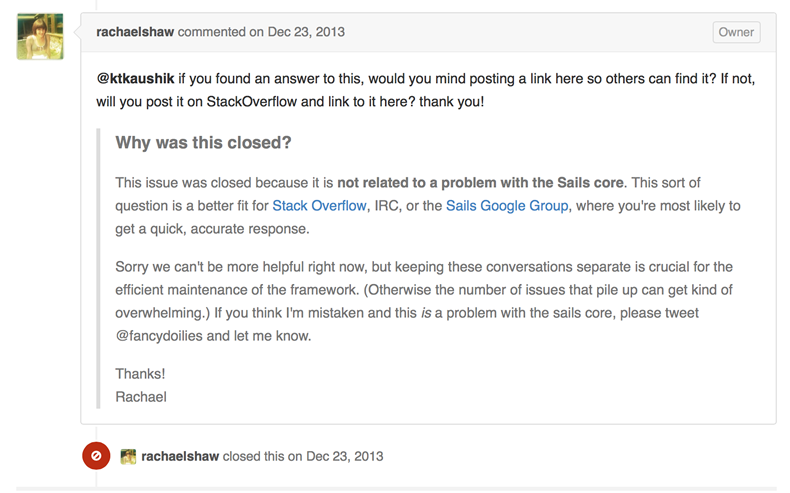 rachaelshaw commented on Dec 23, 2013 Owner
@ktkaushik if you found an answer to this, would you mind posting a link here so others can find it? If not,
will you post it on StackOverflow and link to it here? thank you!
Why was this closed?
This issue was closed because it is not related to a problem with the Sails core. This sort of
question is a better fit for Stack Overflow, IRC, or the Sails Google Group, where you're most likely to
get a quick, accurate response.
Sorry we can't be more helpful right now, but keeping these conversations separate is crucial for the
efficient maintenance of the framework. (Otherwise the number of issues that pile up can get kind of
overwhelming.) If you think I'm mistaken and this is a problem with the sails core, please tweet
@fancydoilies and let me know.
Thanks!
Rachael
rachaelshaw closed this on Dec 23, 2013